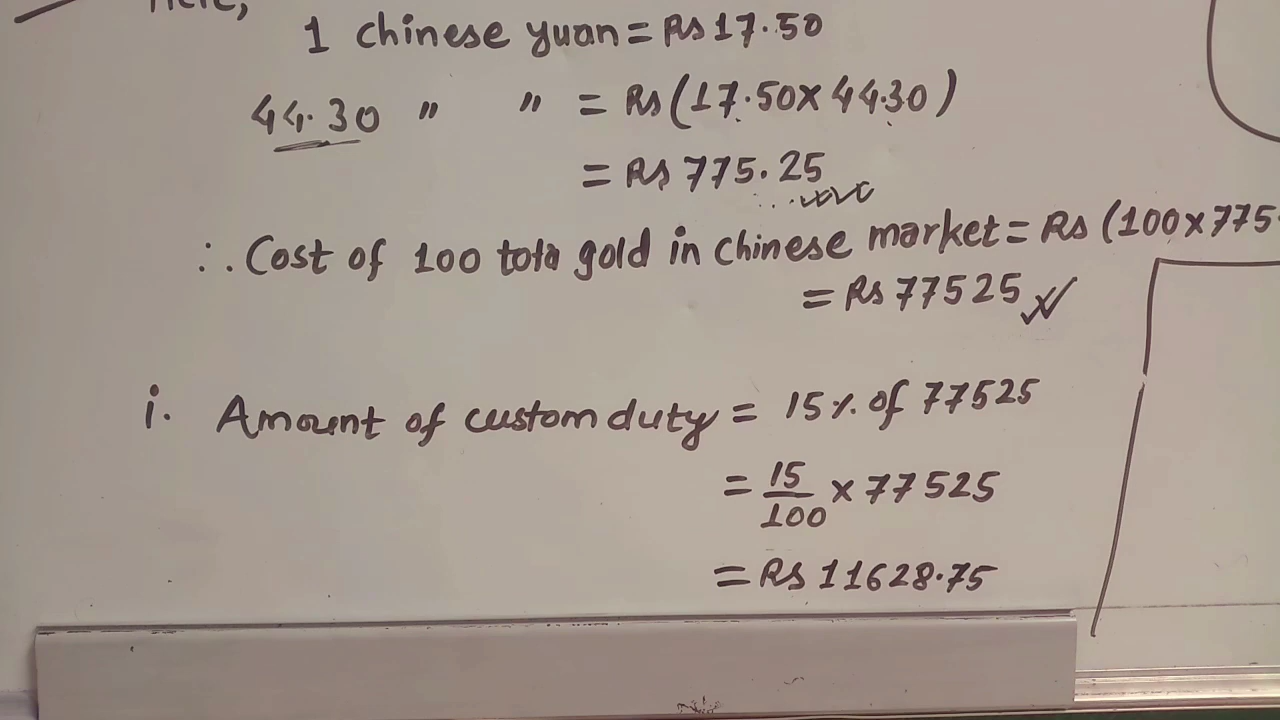 Here,
1 chinese yuan = Rs 17.50
44.30 " " = Rs (17.50 x 44.30)
= Rs 775.25
∴ Cost of 100 tola gold in chinese market = Rs (100 x 775.
= Rs 77525
i. Amount of custom duty = 15% of 77525
= 15/100 x 77525
= Rs 11628.75